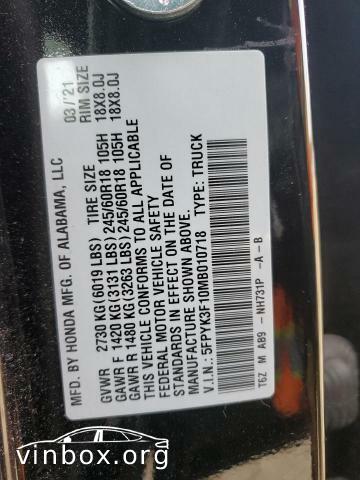 MFD. BY HONDA MFG. OF ALABAMA, LLC 03/'21
TIRE SIZE RIM SIZE
GVWR 2730 KG(6019 LBS)
GAWR F 1420 KG(3131 LBS) 245/60R18 105H 18X8.0J
GAWR R 1480 KG(3263 LBS) 245/60R18 105H 18X8.0J
THIS VEHICLE CONFORMS TO ALL APPLICABLE
FEDERAL MOTOR VEHICLE SAFETY
STANDARDS IN EFFECT ON THE DATE OF
MANUFACTURE SHOWN ABOVE.
V.I.N.: 5FPYK3F10MB010718 TYPE: TRUCK
T6Z M AB9 - NH731P -A -B
vinbox.org